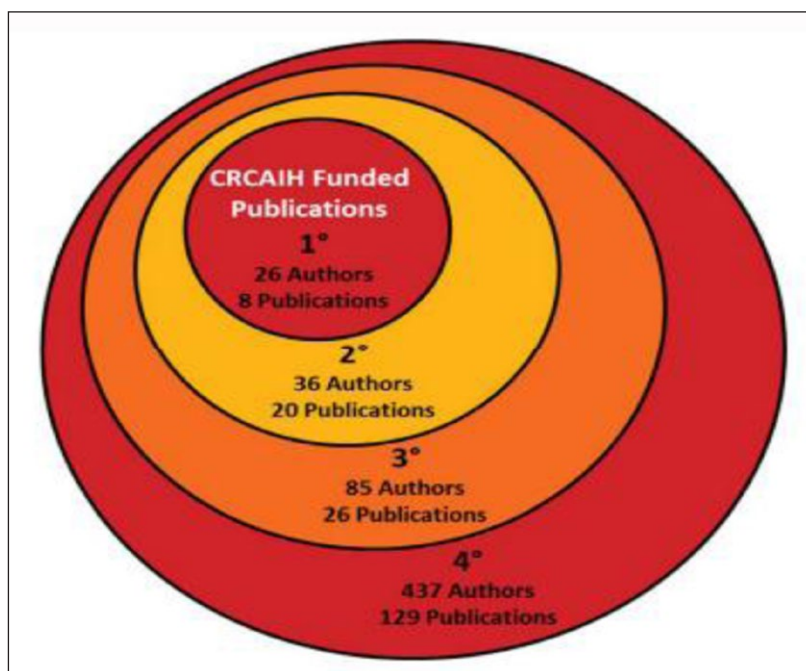 CRCAIH Funded
Publications
1°
26 Authors
8 Publications
2°
36 Authors
20 Publications
3°
85 Authors
26 Publications
4°
437 Authors
129 Publications